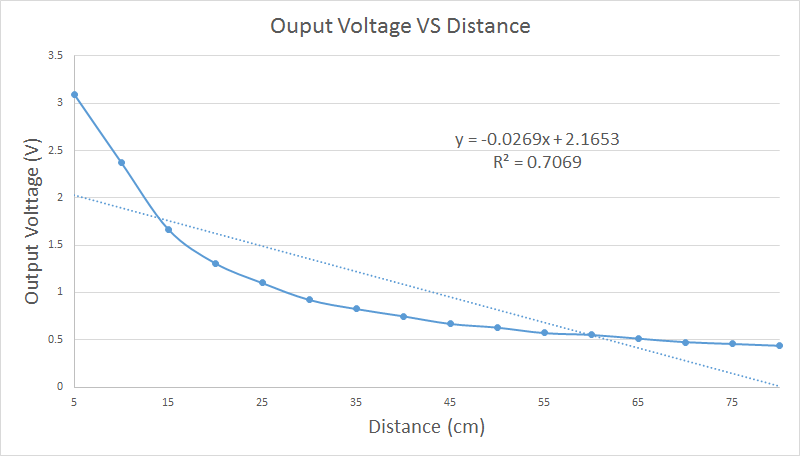 Ouput Voltage VS Distance
3.5
3
2.5
2
1.5
1
0.5
0
Output Volttage (V)
y = -0.0269x + 2.1653
R² = 0.7069
5 15 25 35 45 55 65 75
Distance (cm)